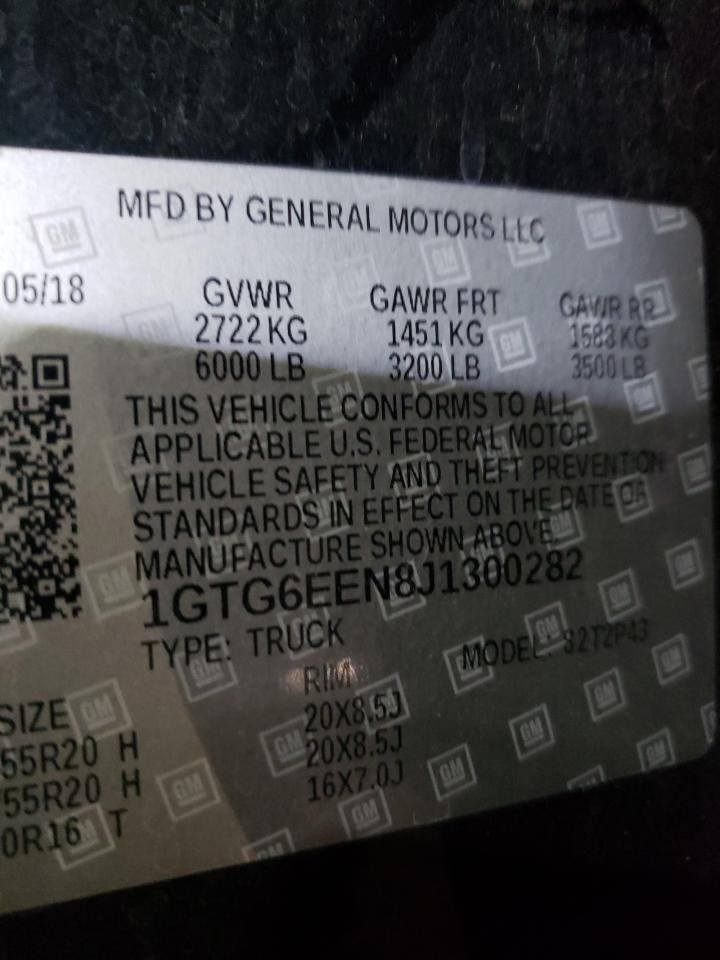 MFD BY GENERAL MOTORS LLC
05/18 GVWR GAWR FRT GAWR RR
2722 KG 1451 KG 1583 KG
6000 LB 3200 LB 3500 LB
THIS VEHICLE CONFORMS TO ALL
APPLICABLE U.S. FEDERAL MOTOR
VEHICLE SAFETY AND THEFT PREVENTION
STANDARDS IN EFFECT ON THE DATE OF
MANUFACTURE SHOWN ABOVE.
1GTG6EEN8J1300282
TYPE: TRUCK MODEL:
SIZE RIM
55R20 H 20X8.5J
55R20 H 20X8.5J
0R16 T 16X7.0J